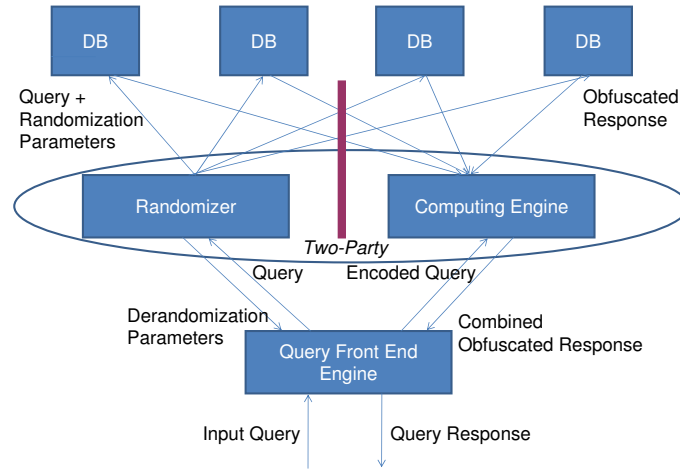 DB
DB
DB
DB
Query +
Randomization
Parameters
Obfuscated
Response
Randomizer
Computing Engine
Two-Party
Query
Encoded Query
Derandomization
Parameters
Combined
Obfuscated Response
Query Front End
Engine
Input Query
Query Response